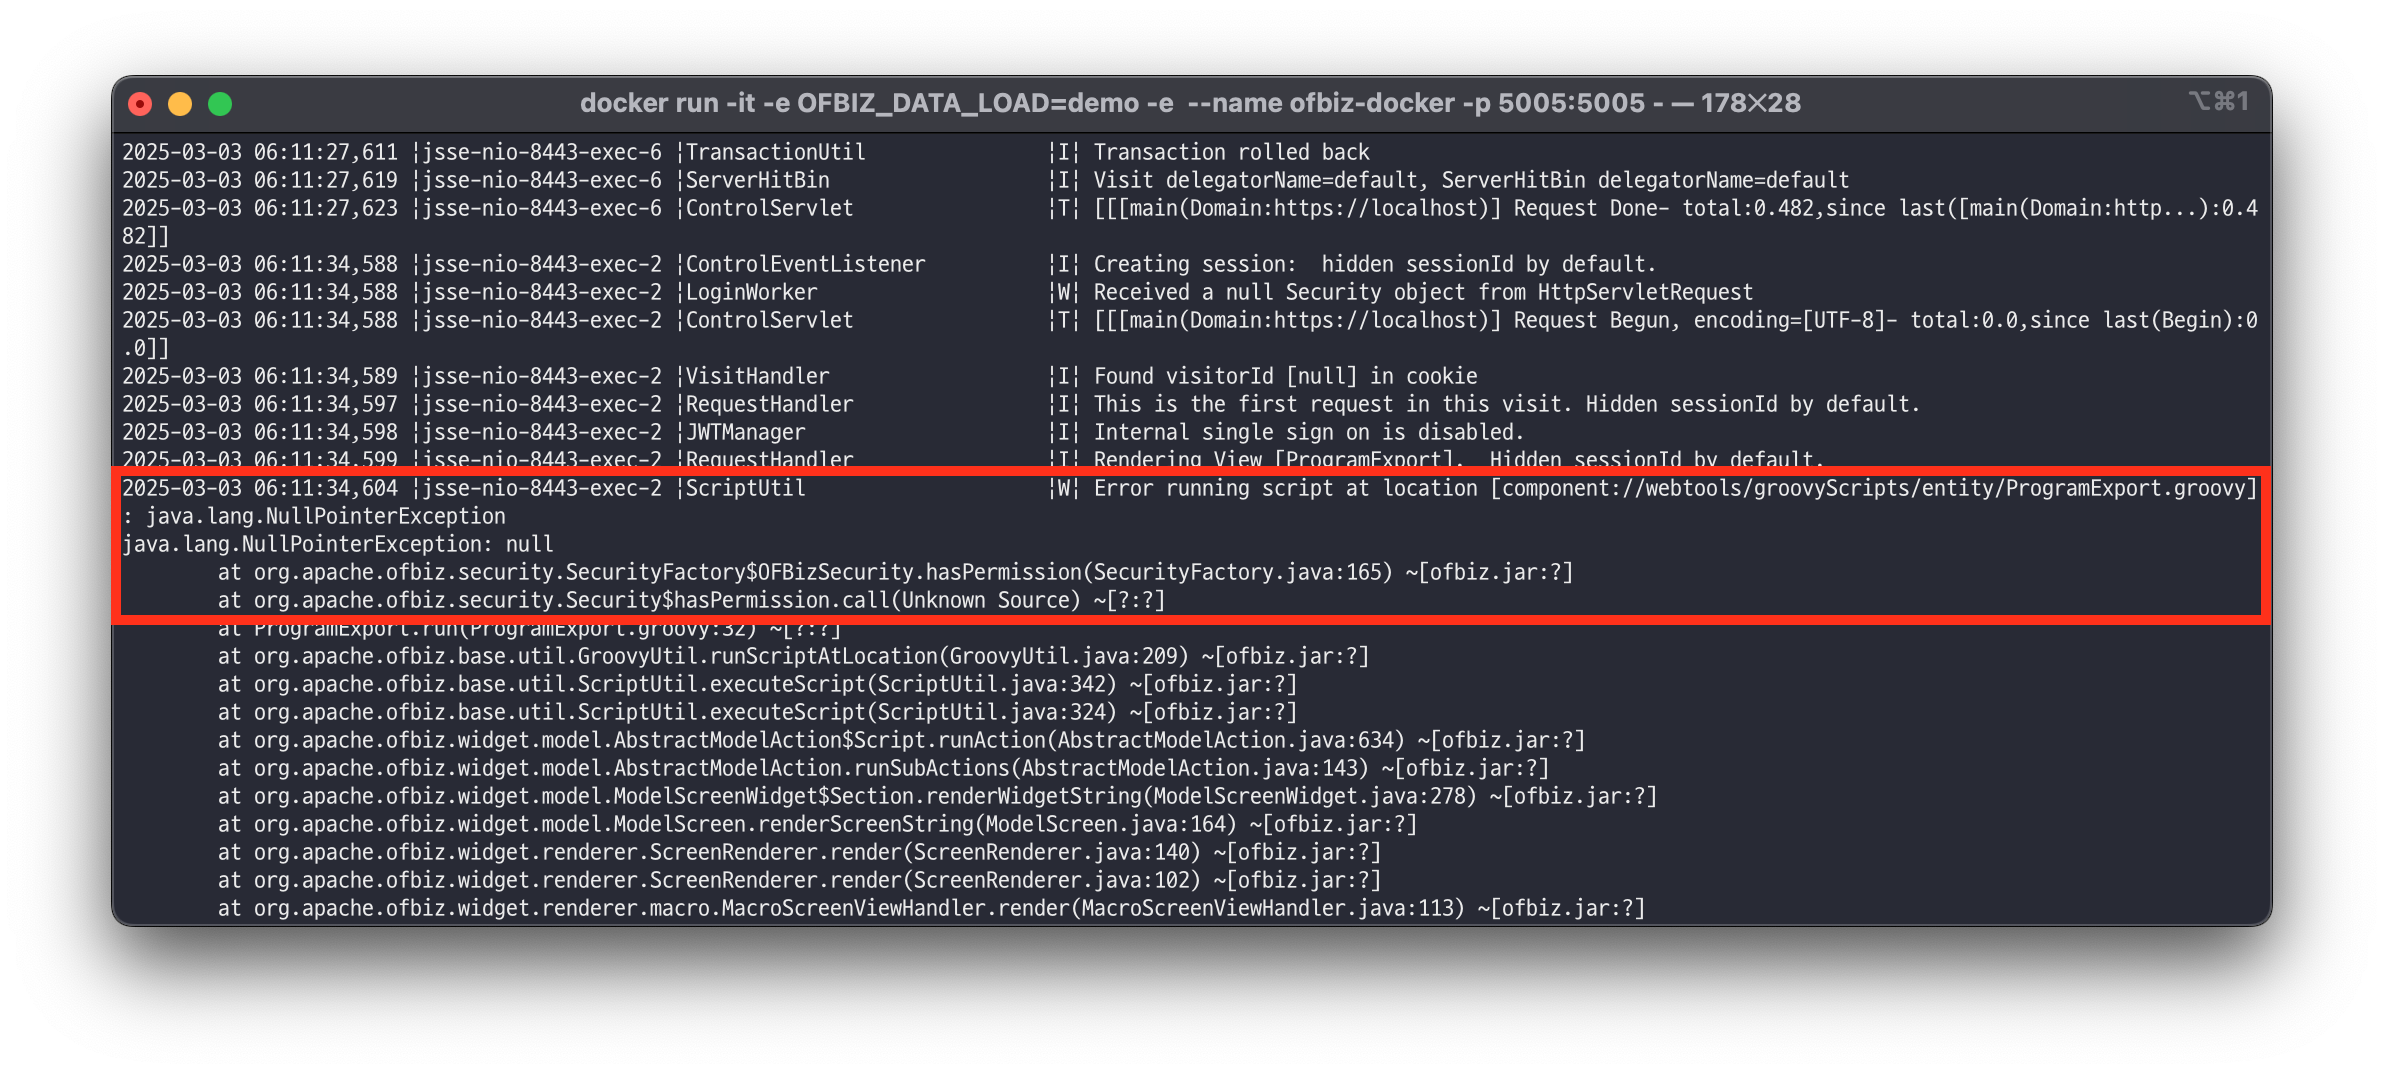 docker run -it -e OFBIZ_DATA_LOAD=demo -e  --name ofbiz-docker -p 5005:5005 - — 178×28
⌥⌘1
2025-03-03 06:11:27,611 ¦jsse-nio-8443-exec-6 ¦TransactionUtil               ¦I¦ Transaction rolled back
2025-03-03 06:11:27,619 ¦jsse-nio-8443-exec-6 ¦ServerHitBin                  ¦I¦ Visit delegatorName=default, ServerHitBin delegatorName=default
2025-03-03 06:11:27,623 ¦jsse-nio-8443-exec-6 ¦ControlServlet                ¦T¦ [[[main(Domain:https://localhost)] Request Done- total:0.482,since last([main(Domain:http...):0.4
82]]
2025-03-03 06:11:34,588 ¦jsse-nio-8443-exec-2 ¦ControlEventListener          ¦I¦ Creating session:  hidden sessionId by default.
2025-03-03 06:11:34,588 ¦jsse-nio-8443-exec-2 ¦LoginWorker                   ¦W¦ Received a null Security object from HttpServletRequest
2025-03-03 06:11:34,588 ¦jsse-nio-8443-exec-2 ¦ControlServlet                ¦T¦ [[[main(Domain:https://localhost)] Request Begun, encoding=[UTF-8]- total:0.0,since last(Begin):0
.0]]
2025-03-03 06:11:34,589 ¦jsse-nio-8443-exec-2 ¦VisitHandler                  ¦I¦ Found visitorId [null] in cookie
2025-03-03 06:11:34,597 ¦jsse-nio-8443-exec-2 ¦RequestHandler                ¦I¦ This is the first request in this visit. Hidden sessionId by default.
2025-03-03 06:11:34,598 ¦jsse-nio-8443-exec-2 ¦JWTManager                    ¦I¦ Internal single sign on is disabled.
2025-03-03 06:11:34,599 ¦jsse-nio-8443-exec-2 ¦RequestHandler                ¦I¦ Rendering View [ProgramExport].  Hidden sessionId by default.
2025-03-03 06:11:34,604 ¦jsse-nio-8443-exec-2 ¦ScriptUtil                    ¦W¦ Error running script at location [component://webtools/groovyScripts/entity/ProgramExport.groovy]
: java.lang.NullPointerException
java.lang.NullPointerException: null
        at org.apache.ofbiz.security.SecurityFactory$OFBizSecurity.hasPermission(SecurityFactory.java:165) ~[ofbiz.jar:?]
        at org.apache.ofbiz.security.Security$hasPermission.call(Unknown Source) ~[?:?]
        at ProgramExport.run(ProgramExport.groovy:32) ~[?:?]
        at org.apache.ofbiz.base.util.GroovyUtil.runScriptAtLocation(GroovyUtil.java:209) ~[ofbiz.jar:?]
        at org.apache.ofbiz.base.util.ScriptUtil.executeScript(ScriptUtil.java:342) ~[ofbiz.jar:?]
        at org.apache.ofbiz.base.util.ScriptUtil.executeScript(ScriptUtil.java:324) ~[ofbiz.jar:?]
        at org.apache.ofbiz.widget.model.AbstractModelAction$Script.runAction(AbstractModelAction.java:634) ~[ofbiz.jar:?]
        at org.apache.ofbiz.widget.model.AbstractModelAction.runSubActions(AbstractModelAction.java:143) ~[ofbiz.jar:?]
        at org.apache.ofbiz.widget.model.ModelScreenWidget$Section.renderWidgetString(ModelScreenWidget.java:278) ~[ofbiz.jar:?]
        at org.apache.ofbiz.widget.model.ModelScreen.renderScreenString(ModelScreen.java:164) ~[ofbiz.jar:?]
        at org.apache.ofbiz.widget.renderer.ScreenRenderer.render(ScreenRenderer.java:140) ~[ofbiz.jar:?]
        at org.apache.ofbiz.widget.renderer.ScreenRenderer.render(ScreenRenderer.java:102) ~[ofbiz.jar:?]
        at org.apache.ofbiz.widget.renderer.macro.MacroScreenViewHandler.render(MacroScreenViewHandler.java:113) ~[ofbiz.jar:?]